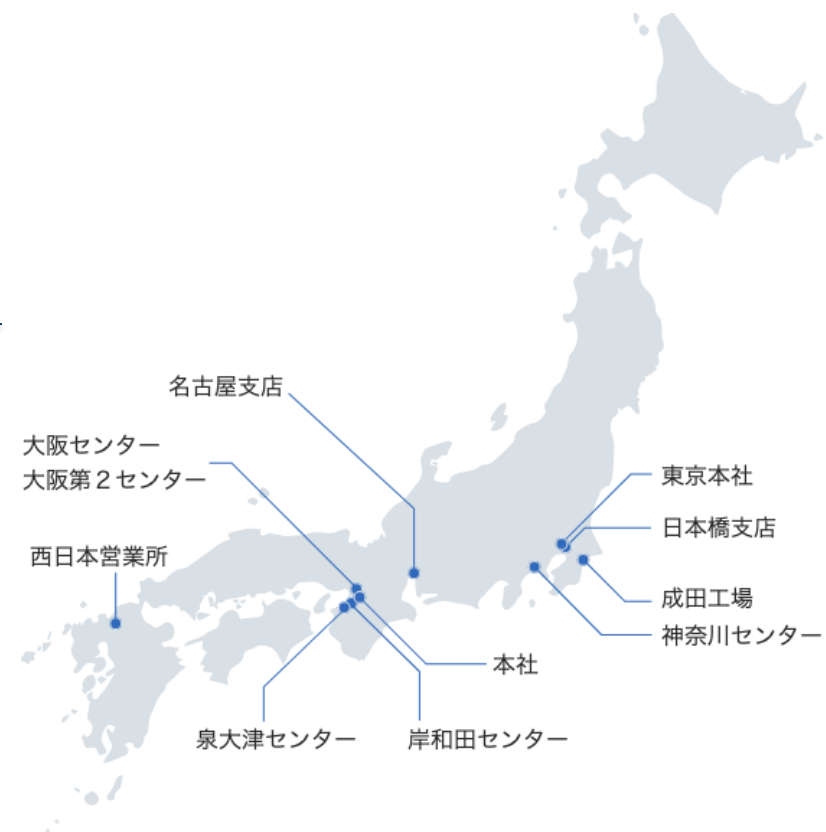 名古屋支店
大阪センター
大阪第２センター
西日本営業所
東京本社
日本橋支店
成田工場
神奈川センター
本社
泉大津センター
岸和田センター